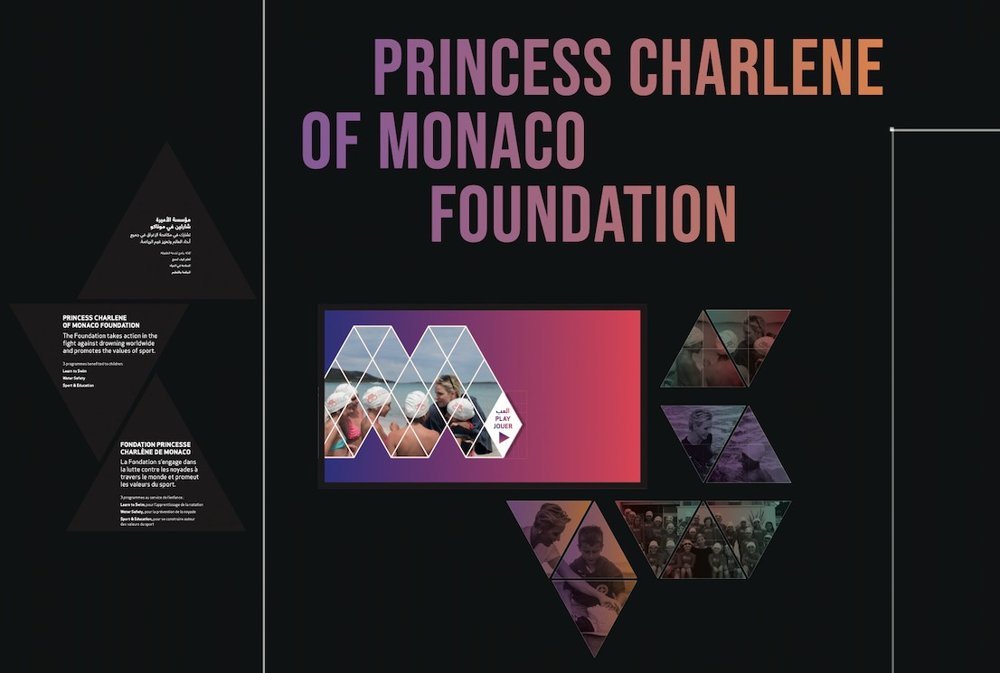 PRINCESS CHARLENE
OF MONACO
FOUNDATION
مؤسسة الأميرة
شارلين في موناكو
تشارك في مكافحة الإغراق في جميع
أنحاء العالم وتعزيز قيم الرياضة.
PRINCESS CHARLENE
OF MONACO FOUNDATION
The Foundation takes action in the
fight against drowning worldwide
and promotes the values of sport.
3 programmes benefited to children:
Learn to Swim
Water Safety
Sport & Education
FONDATION PRINCESSE
CHARLÈNE DE MONACO
La Fondation s'engage dans
la lutte contre les noyades à
travers le monde et promeut
les valeurs du sport.
3 programmes au service de l'enfance :
Learn to Swim, pour l'apprentissage de la natation
Water Safety, pour la prévention de la noyade
Sport & Education, pour se construire autour
des valeurs du sport
العب
PLAY
JOUER